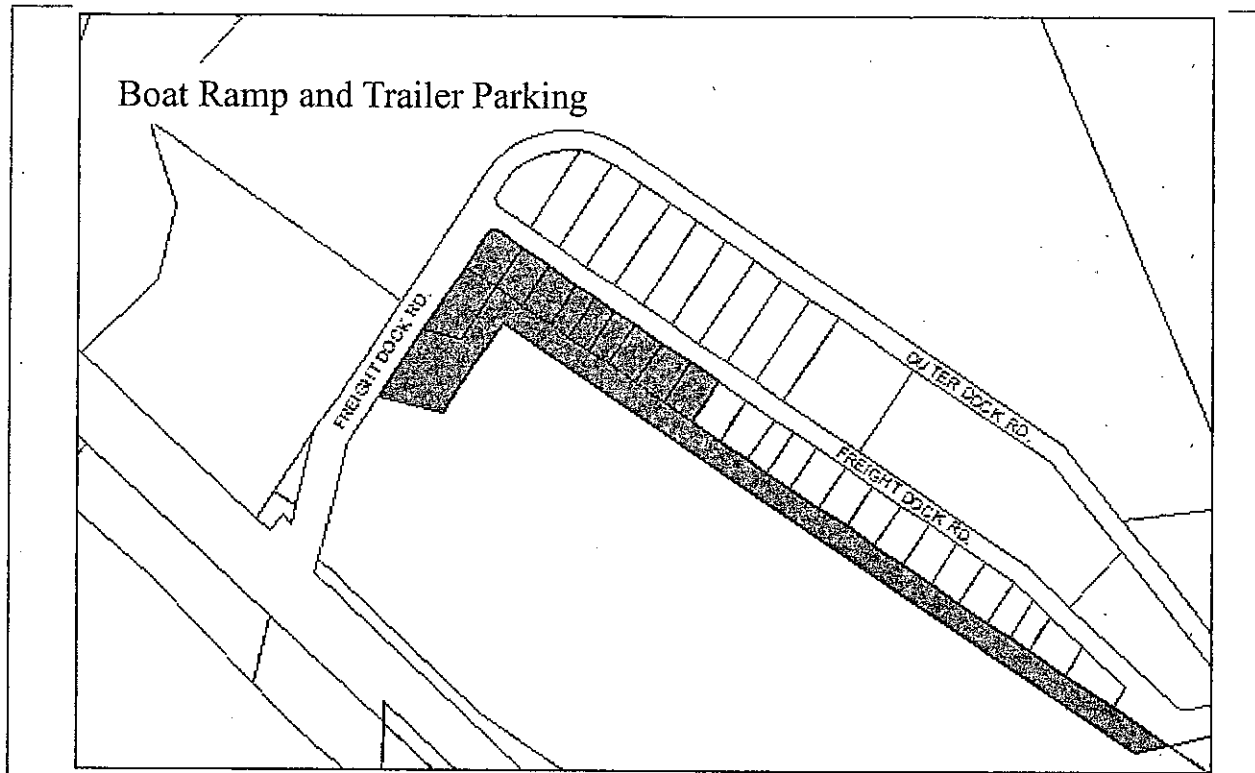 Boat Ramp and Trailer Parking
FREIGHT DOCK RD.
OUTER DOCK RD.
FREIGHT DOCK RD.